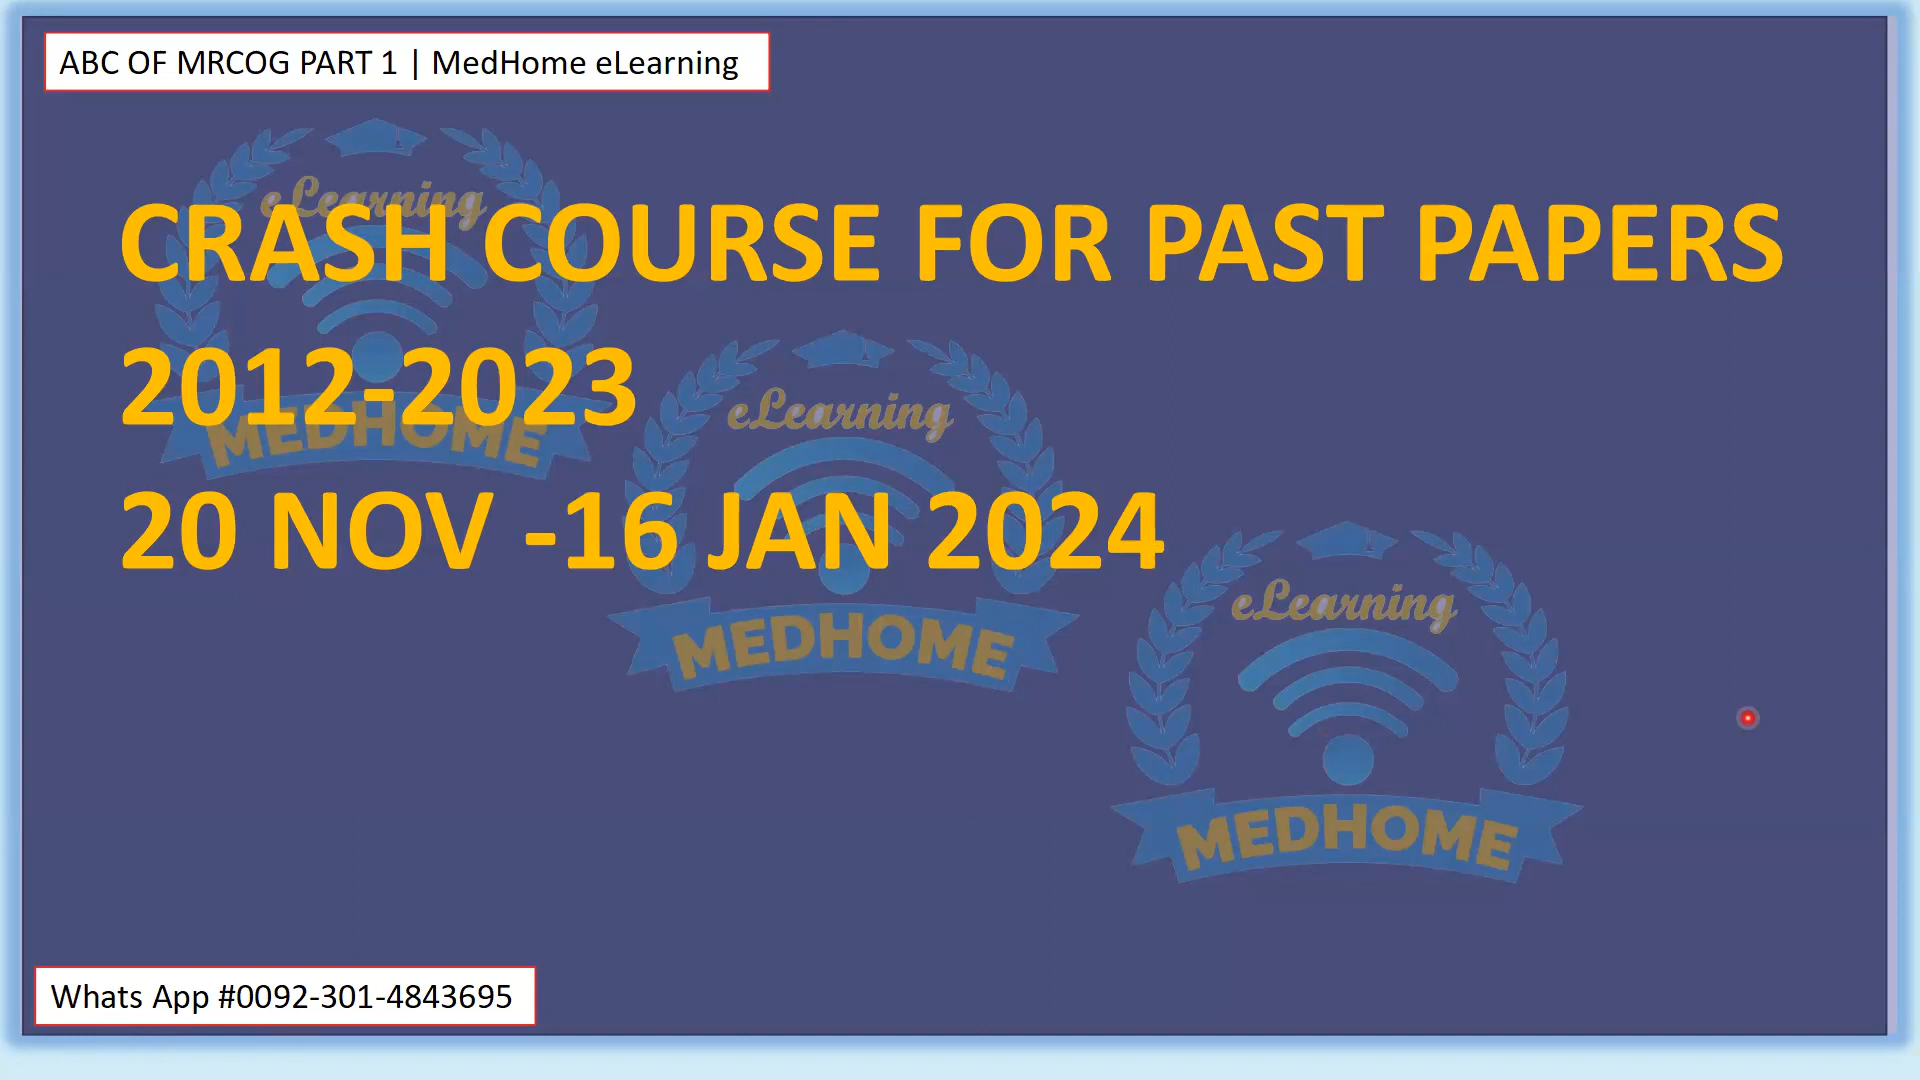 ABC OF MRCOG PART 1 | MedHome eLearning
CRASH COURSE FOR PAST PAPERS
2012-2023
20 NOV -16 JAN 2024
eLearning
MEDHOME
eLearning
MEDHOME
eLearning
MEDHOME
Whats App #0092-301-4843695